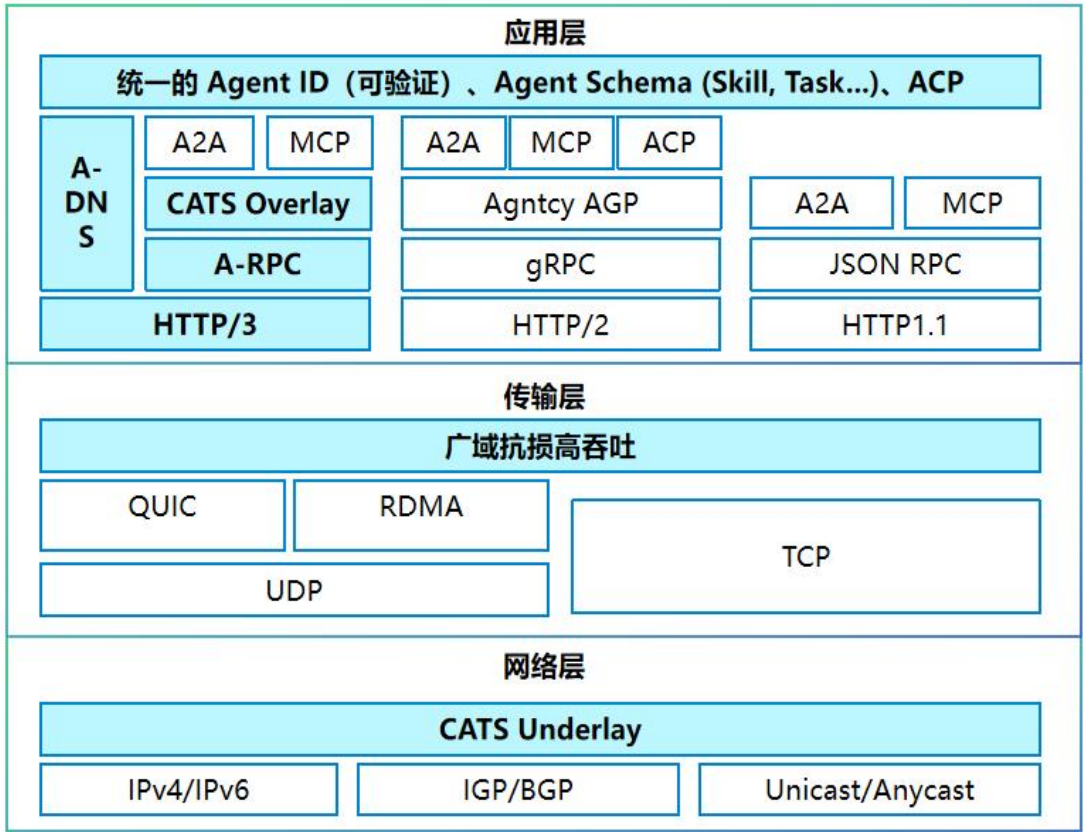 应用层
统一的 Agent ID（可验证）、Agent Schema (Skill, Task...)、ACP
A-
DN
S
A2A
MCP
A2A
MCP
ACP
CATS Overlay
Agntcy AGP
A2A
MCP
A-RPC
gRPC
JSON RPC
HTTP/3
HTTP/2
HTTP1.1
传输层
广域抗损高吞吐
QUIC
RDMA
TCP
UDP
网络层
CATS Underlay
IPv4/IPv6
IGP/BGP
Unicast/Anycast